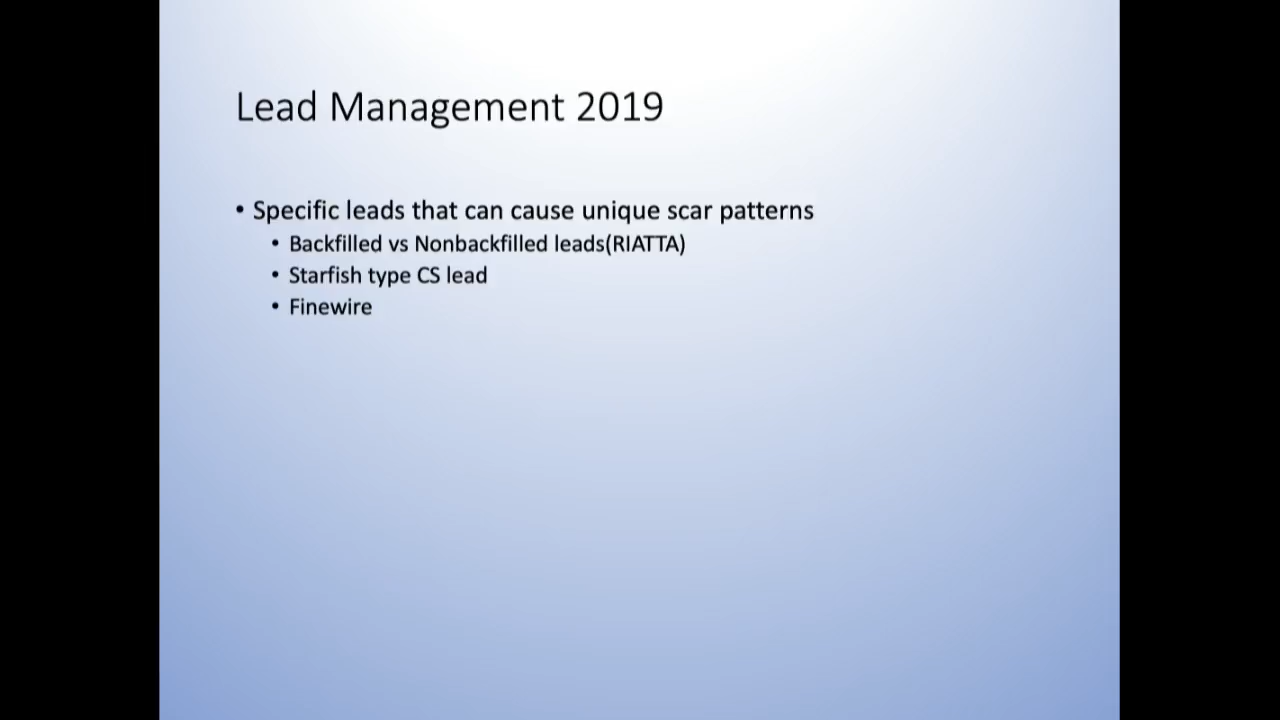 Lead Management 2019
• Specific leads that can cause unique scar patterns
• Backfilled vs Nonbackfilled leads(RIATTA)
• Starfish type CS lead
• Finewire